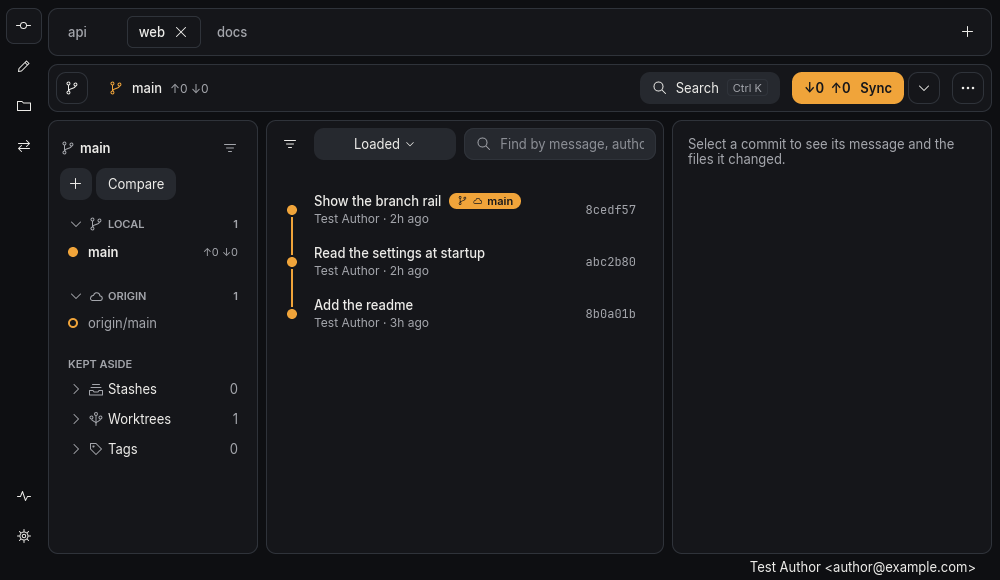 api
web
docs
main ↑0 ↓0
Search Ctrl K
↓0 ↑0 Sync
main
Compare
LOCAL 1
main ↑0 ↓0
ORIGIN 1
origin/main
KEPT ASIDE
Stashes 0
Worktrees 1
Tags 0
Loaded
Find by message, autho
Show the branch rail main
8cedf57
Test Author · 2h ago
Read the settings at startup
abc2b80
Test Author · 2h ago
Add the readme
8b0a01b
Test Author · 3h ago
Select a commit to see its message and the
files it changed.
Test Author <author@example.com>